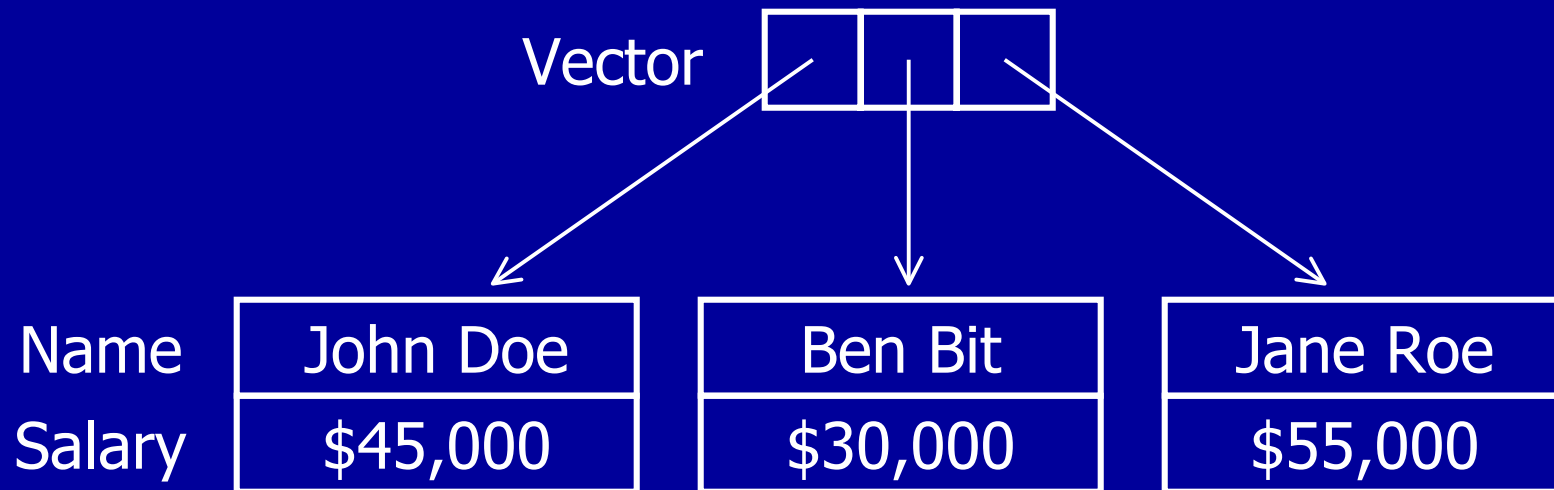 Vector
Name John Doe Ben Bit Jane Roe
Salary $45,000 $30,000 $55,000